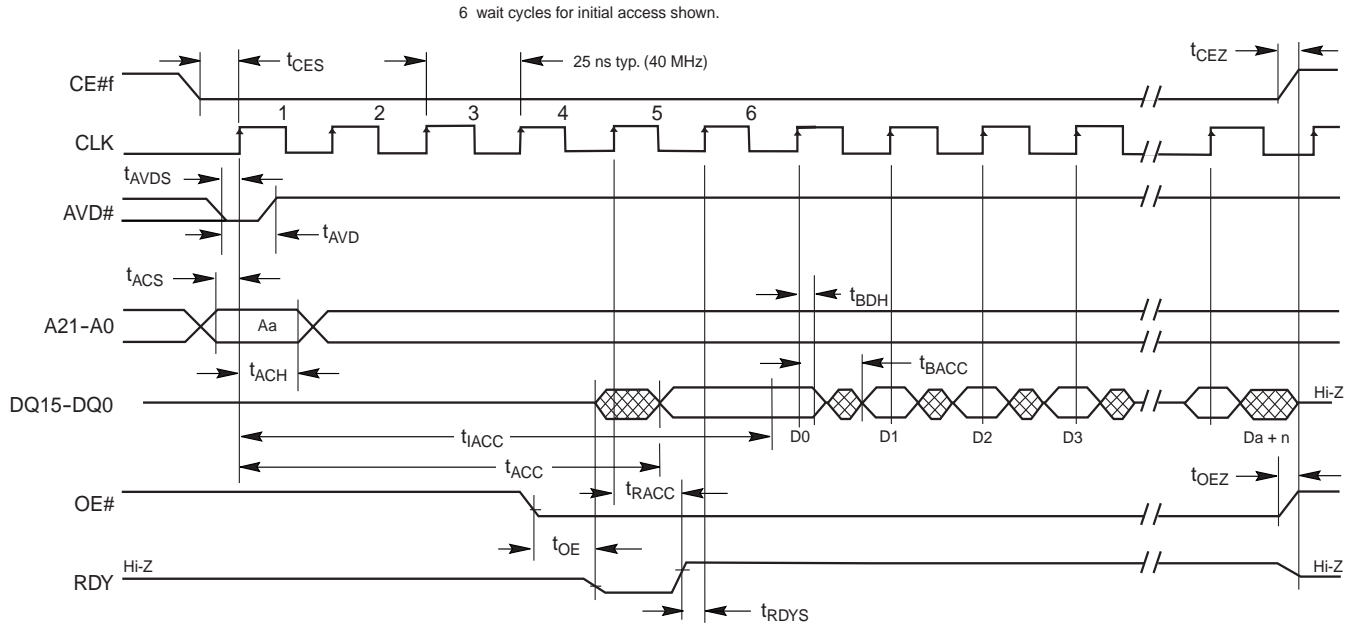 6 wait cycles for initial access shown.
tCES
25 ns typ. (40 MHz)
tCEZ
CE#f
1 2 3 4 5 6
CLK
tAVDS
AVD#
tAVD
tACS
tBDH
A21-A0
Aa
tACH
tBACC
DQ15-DQ0
Hi-Z
D0 D1 D2 D3 Da + n
tIACC
tACC
tOEZ
tRACC
OE#
tOE
RDY
Hi-Z
Hi-Z
tRDYS